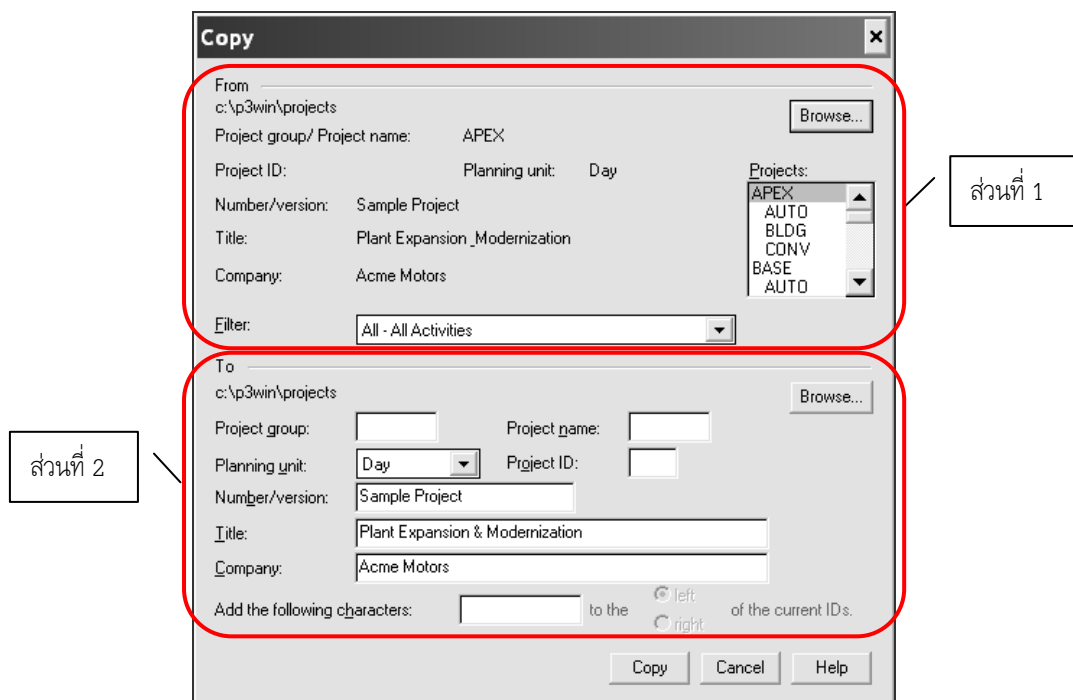 Copy
From
c:\p3win\projects
Browse...
Project group/ Project name: APEX
Project ID: Planning unit: Day Projects:
APEX
AUTO
BLDG
CONV
BASE
AUTO
Number/version: Sample Project
Title: Plant Expansion _Modernization
Company: Acme Motors
Filter: All - All Activities
ส่วนที่ 1
To
c:\p3win\projects
Browse...
Project group: Project name:
Planning unit: Day Project ID:
Number/version: Sample Project
Title: Plant Expansion & Modernization
Company: Acme Motors
Add the following characters: to the left right of the current IDs.
ส่วนที่ 2
Copy Cancel Help